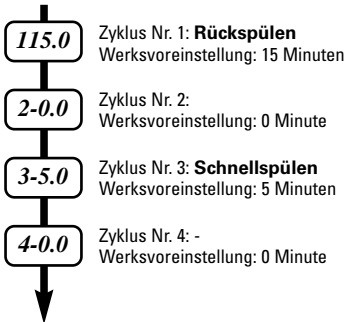 115.0
Zyklus Nr. 1: Rückspülen
Werksvoreinstellung: 15 Minuten
2-0.0
Zyklus Nr. 2:
Werksvoreinstellung: 0 Minute
3-5.0
Zyklus Nr. 3: Schnellspülen
Werksvoreinstellung: 5 Minuten
4-0.0
Zyklus Nr. 4: -
Werksvoreinstellung: 0 Minute